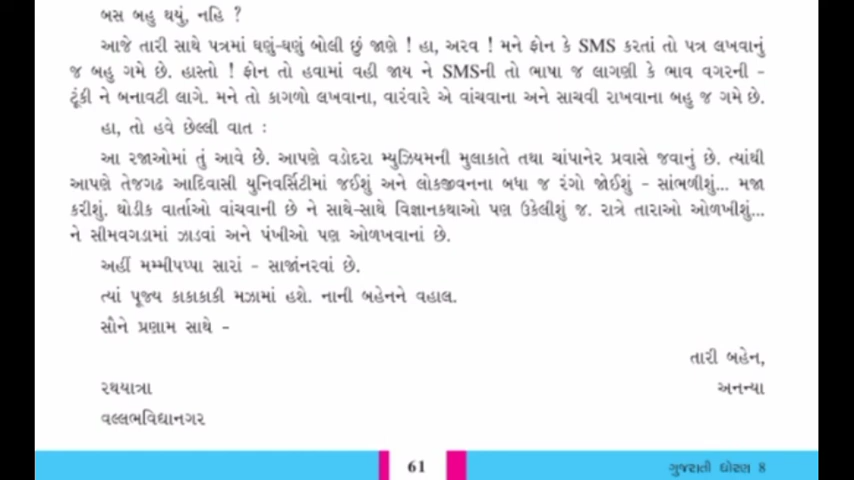 બસ બહુ થયું, નહિ ?
આજે તારી સાથે પત્રમાં ઘણું-ઘણું બોલી છું જાણે ! હા, અરવ ! મને ફોન કે SMS કરતાં તો પત્ર લખવાનું
જ બહુ ગમે છે. હાસ્તો ! ફોન તો હવામાં વહી જાય ને SMSની તો ભાષા જ લાગણી કે ભાવ વગરની -
ટૂંકી ને બનાવટી લાગે. મને તો કાગળો લખવાના, વારંવારે એ વાંચવાના અને સાચવી રાખવાના બહુ જ ગમે છે.
હા, તો હવે છેલ્લી વાત :
આ રજાઓમાં તું આવે છે. આપણે વડોદરા મ્યુઝિયમની મુલાકાતે તથા ચાંપાનેર પ્રવાસે જવાનું છે. ત્યાંથી
આપણે તેજગઢ આદિવાસી યુનિવર્સિટીમાં જઈશું અને લોકજીવનના બધા જ રંગો જોઈશું - સાંભળીશું... મજા
કરીશું. થોડીક વાર્તાઓ વાંચવાની છે ને સાથે-સાથે વિજ્ઞાનકથાઓ પણ ઉકેલીશું જ. રાત્રે તારાઓ ઓળખીશું...
ને સીમવગડામાં ઝાડવાં અને પંખીઓ પણ ઓળખવાનાં છે.
અહીં મમ્મીપપ્પા સારાં - સાજાંનરવાં છે.
ત્યાં પૂજ્ય કાકાકાકી મઝામાં હશે. નાની બહેનને વહાલ.
સૌને પ્રણામ સાથે -
તારી બહેન,
રથયાત્રા અનન્યા
વલ્લભવિદ્યાનગર
61 ગુજરાતી ધોરણ 8